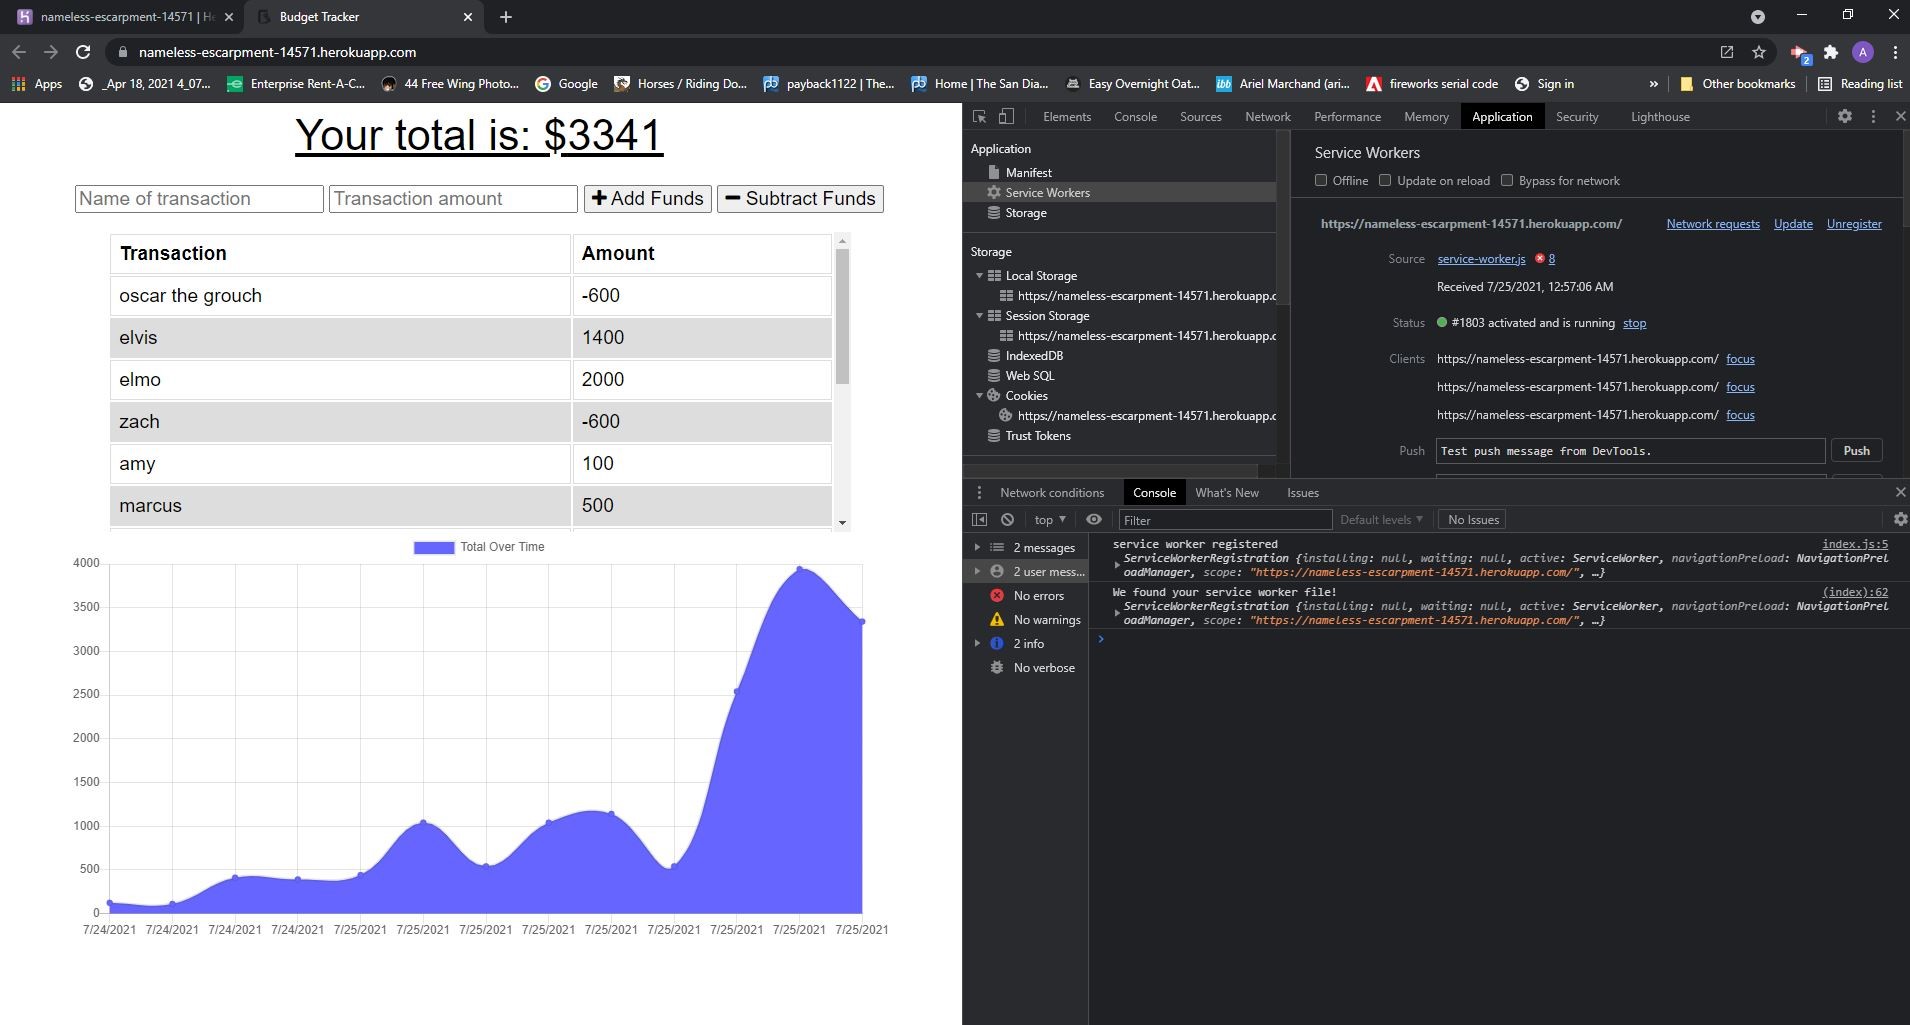 nameless-escarpment-14571 | He
Budget Tracker
nameless-escarpment-14571.herokuapp.com
2
A
Apps
_Apr 18, 2021 4_07...
Enterprise Rent-A-C...
44 Free Wing Photo...
Google
Horses / Riding Do...
payback1122 | The...
Home | The San Dia...
Easy Overnight Oat...
Ariel Marchand (ari...
fireworks serial code
Sign in
»
Other bookmarks
Reading list
Your total is: $3341
Name of transaction
Transaction amount
+ Add Funds
- Subtract Funds
Transaction Amount
oscar the grouch -600
elvis 1400
elmo 2000
zach -600
amy 100
marcus 500
Total Over Time
4000
3500
3000
2500
2000
1500
1000
500
0
7/24/2021 7/24/2021 7/24/2021 7/24/2021 7/25/2021 7/25/2021 7/25/2021 7/25/2021 7/25/2021 7/25/2021 7/25/2021 7/25/2021 7/25/2021
Elements Console Sources Network Performance Memory Application Security Lighthouse
Application
Manifest
Service Workers
Storage
Storage
Local Storage
https://nameless-escarpment-14571.herokuapp.c
Session Storage
https://nameless-escarpment-14571.herokuapp.c
IndexedDB
Web SQL
Cookies
https://nameless-escarpment-14571.herokuapp.c
Trust Tokens
Service Workers
Offline Update on reload Bypass for network
https://nameless-escarpment-14571.herokuapp.com/ Network requests Update Unregister
Source service-worker.js 8
Received 7/25/2021, 12:57:06 AM
Status #1803 activated and is running stop
Clients https://nameless-escarpment-14571.herokuapp.com/ focus
https://nameless-escarpment-14571.herokuapp.com/ focus
https://nameless-escarpment-14571.herokuapp.com/ focus
Push Test push message from DevTools. Push
Network conditions Console What's New Issues
top Filter Default levels No Issues
2 messages
2 user mess...
No errors
No warnings
2 info
No verbose
service worker registered index.js:5
ServiceWorkerRegistration {installing: null, waiting: null, active: ServiceWorker, navigationPreload: NavigationPrel
oadManager, scope: "https://nameless-escarpment-14571.herokuapp.com/", …}
We found your service worker file! (index):62
ServiceWorkerRegistration {installing: null, waiting: null, active: ServiceWorker, navigationPreload: NavigationPrel
oadManager, scope: "https://nameless-escarpment-14571.herokuapp.com/", …}